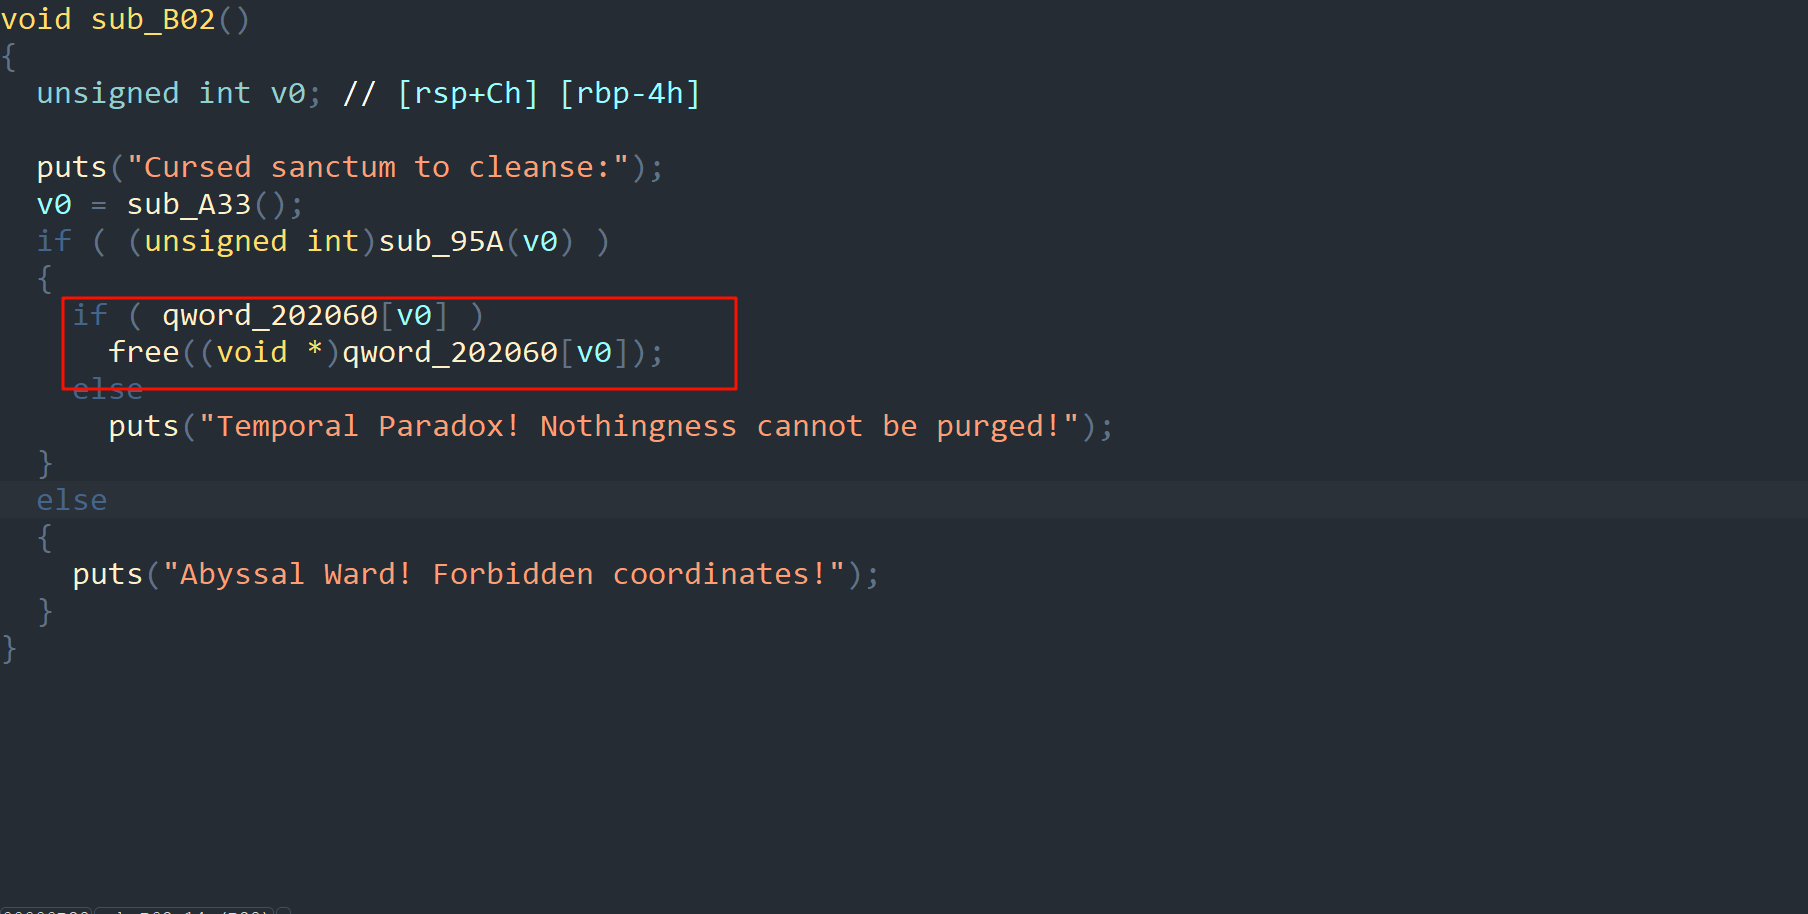 void sub_B02()
{
  unsigned int v0; // [rsp+Ch] [rbp-4h]

  puts("Cursed sanctum to cleanse:");
  v0 = sub_A33();
  if ( (unsigned int)sub_95A(v0) )
  {
    if ( qword_202060[v0] )
      free((void *)qword_202060[v0]);
    else
      puts("Temporal Paradox! Nothingness cannot be purged!");
  }
  else
  {
    puts("Abyssal Ward! Forbidden coordinates!");
  }
}